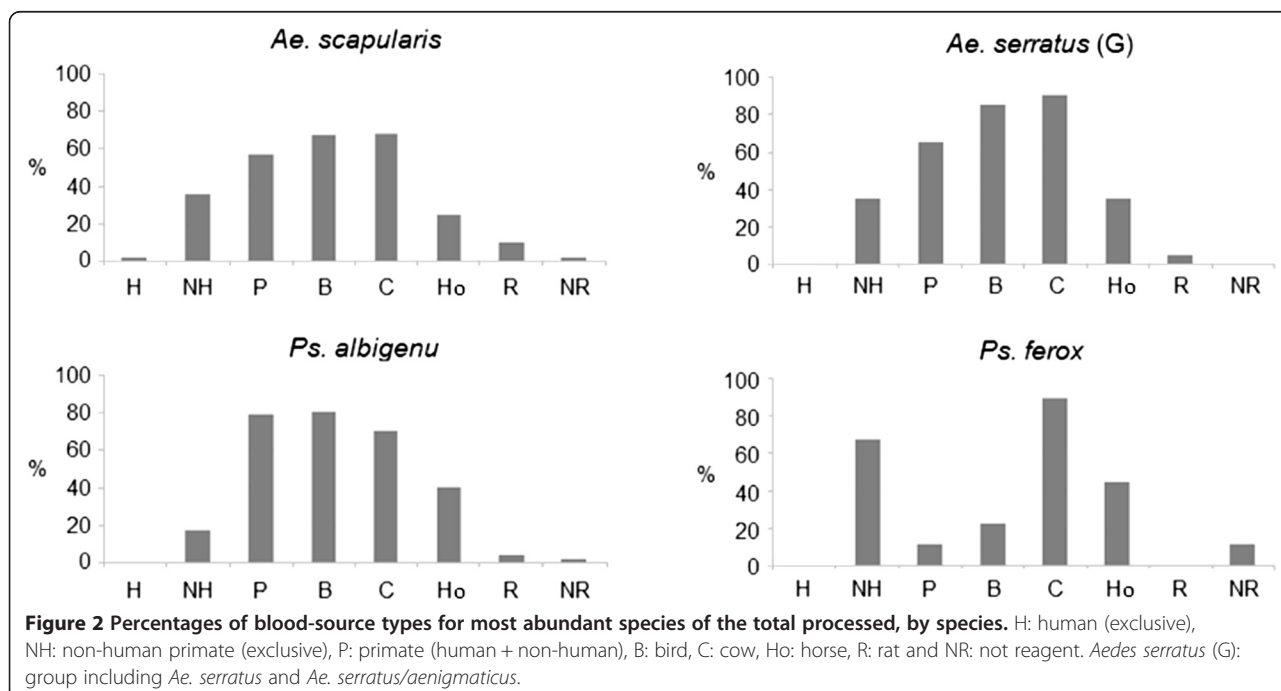 Ae. scapularis
100
80
60
%
40
20
0
H NH P B C Ho R NR
Ae. serratus (G)
100
80
60
%
40
20
0
H NH P B C Ho R NR
Ps. albigenu
100
80
60
%
40
20
0
H NH P B C Ho R NR
Ps. ferox
100
80
60
%
40
20
0
H NH P B C Ho R NR
Figure 2 Percentages of blood-source types for most abundant species of the total processed, by species. H: human (exclusive),
NH: non-human primate (exclusive), P: primate (human + non-human), B: bird, C: cow, Ho: horse, R: rat and NR: not reagent. Aedes serratus (G):
group including Ae. serratus and Ae. serratus/aenigmaticus.